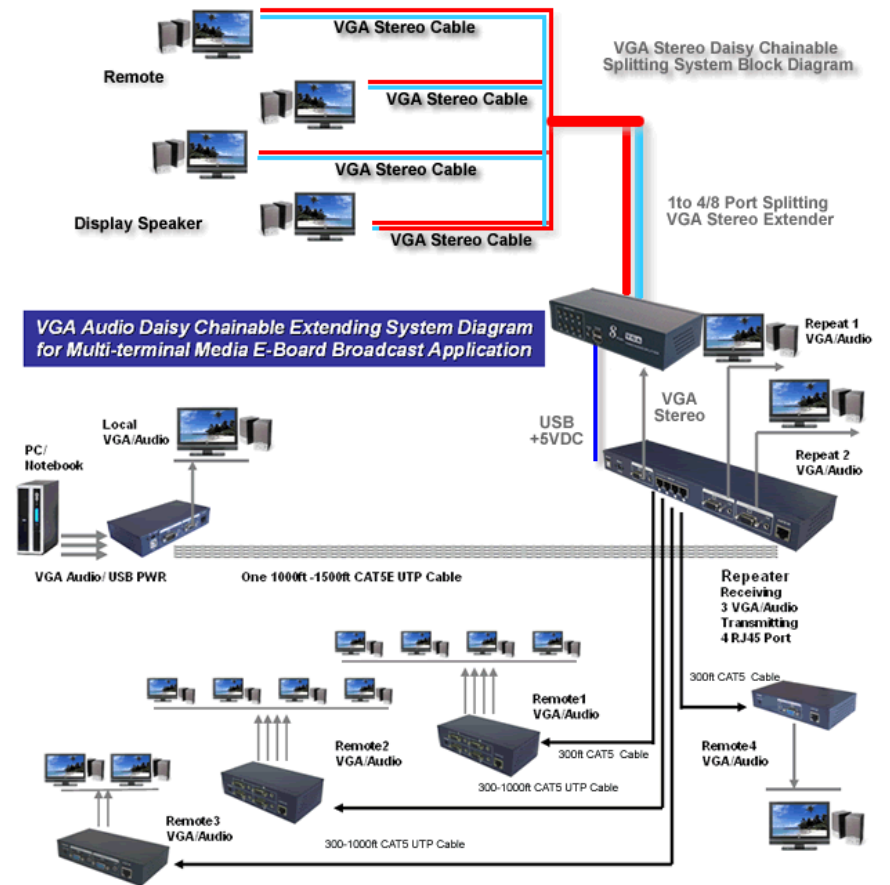 VGA Stereo Cable
VGA Stereo Daisy Chainable
Splitting System Block Diagram
Remote
VGA Stereo Cable
VGA Stereo Cable
1to 4/8 Port Splitting
VGA Stereo Extender
Display Speaker
VGA Stereo Cable
VGA Audio Daisy Chainable Extending System Diagram
for Multi-terminal Media E-Board Broadcast Application
8
VGA
Repeat 1
VGA/Audio
VGA
Stereo
USB
+5VDC
Local
VGA/Audio
Repeat 2
VGA/Audio
PC/
Notebook
VGA Audio/ USB PWR
One 1000ft -1500ft CAT5E UTP Cable
Repeater
Receiving
3 VGA/Audio
Transmitting
4 RJ45 Port
300ft CAT5 Cable
Remote1
VGA/Audio
Remote2
VGA/Audio
300ft CAT5 Cable
Remote4
VGA/Audio
300-1000ft CAT5 UTP Cable
Remote3
VGA/Audio
300-1000ft CAT5 UTP Cable